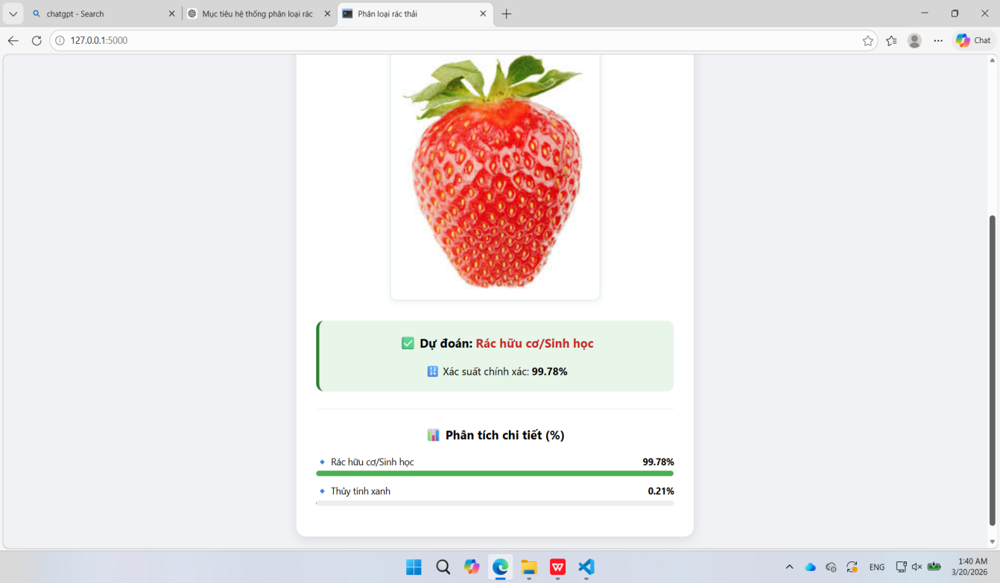 chatgpt - Search
Mục tiêu hệ thống phân loại rác
Phân loại rác thải
127.0.0.1:5000
Chat
Dự đoán: Rác hữu cơ/Sinh học
Xác suất chính xác: 99.78%
Phân tích chi tiết (%)
Rác hữu cơ/Sinh học 99.78%
Thủy tinh xanh 0.21%
ENG
1:40 AM
3/20/2026